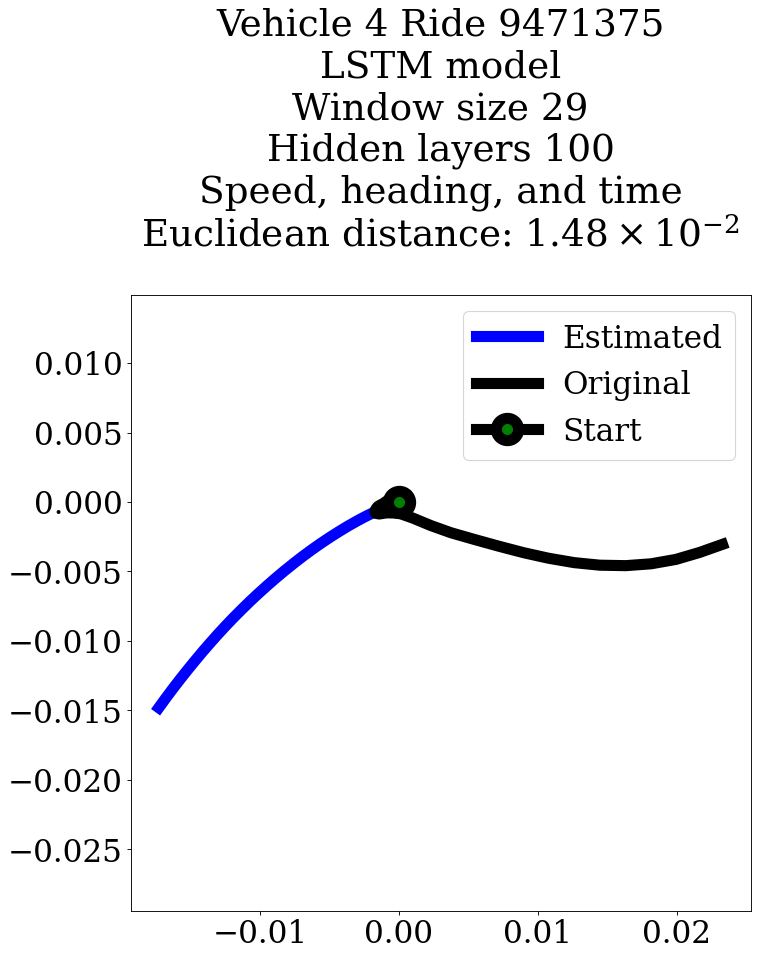 Vehicle 4 Ride 9471375
LSTM model
Window size 29
Hidden layers 100
Speed, heading, and time
Euclidean distance: 1.48 × 10⁻²
Estimated
Original
Start
0.010
0.005
0.000
−0.005
−0.010
−0.015
−0.020
−0.025
−0.01
0.00
0.01
0.02